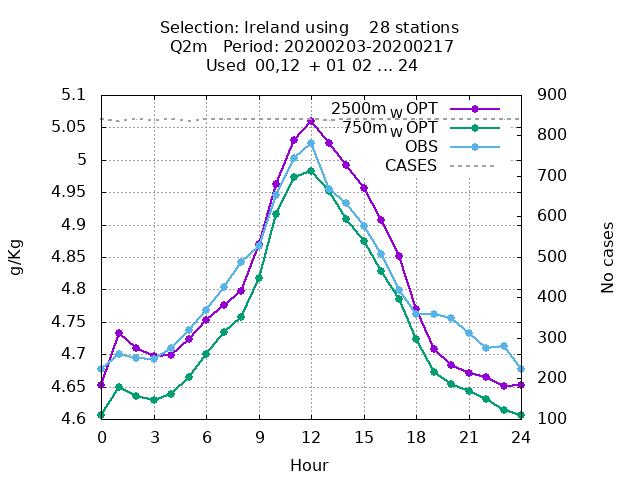 Selection: Ireland using    28 stations
Q2m   Period: 20200203-20200217
Used  00,12  + 01 02 ... 24
5.1
5.05
5
4.95
4.9
4.85
4.8
4.75
4.7
4.65
4.6
900
800
700
600
500
400
300
200
100
2500m_W OPT
750m_W OPT
OBS
CASES
g/Kg
No cases
0 3 6 9 12 15 18 21 24
Hour